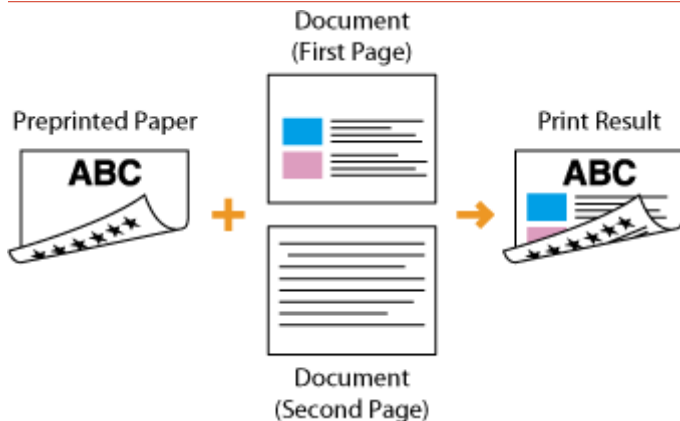 Document
(First Page)
Preprinted Paper
ABC
Print Result
ABC
Document
(Second Page)